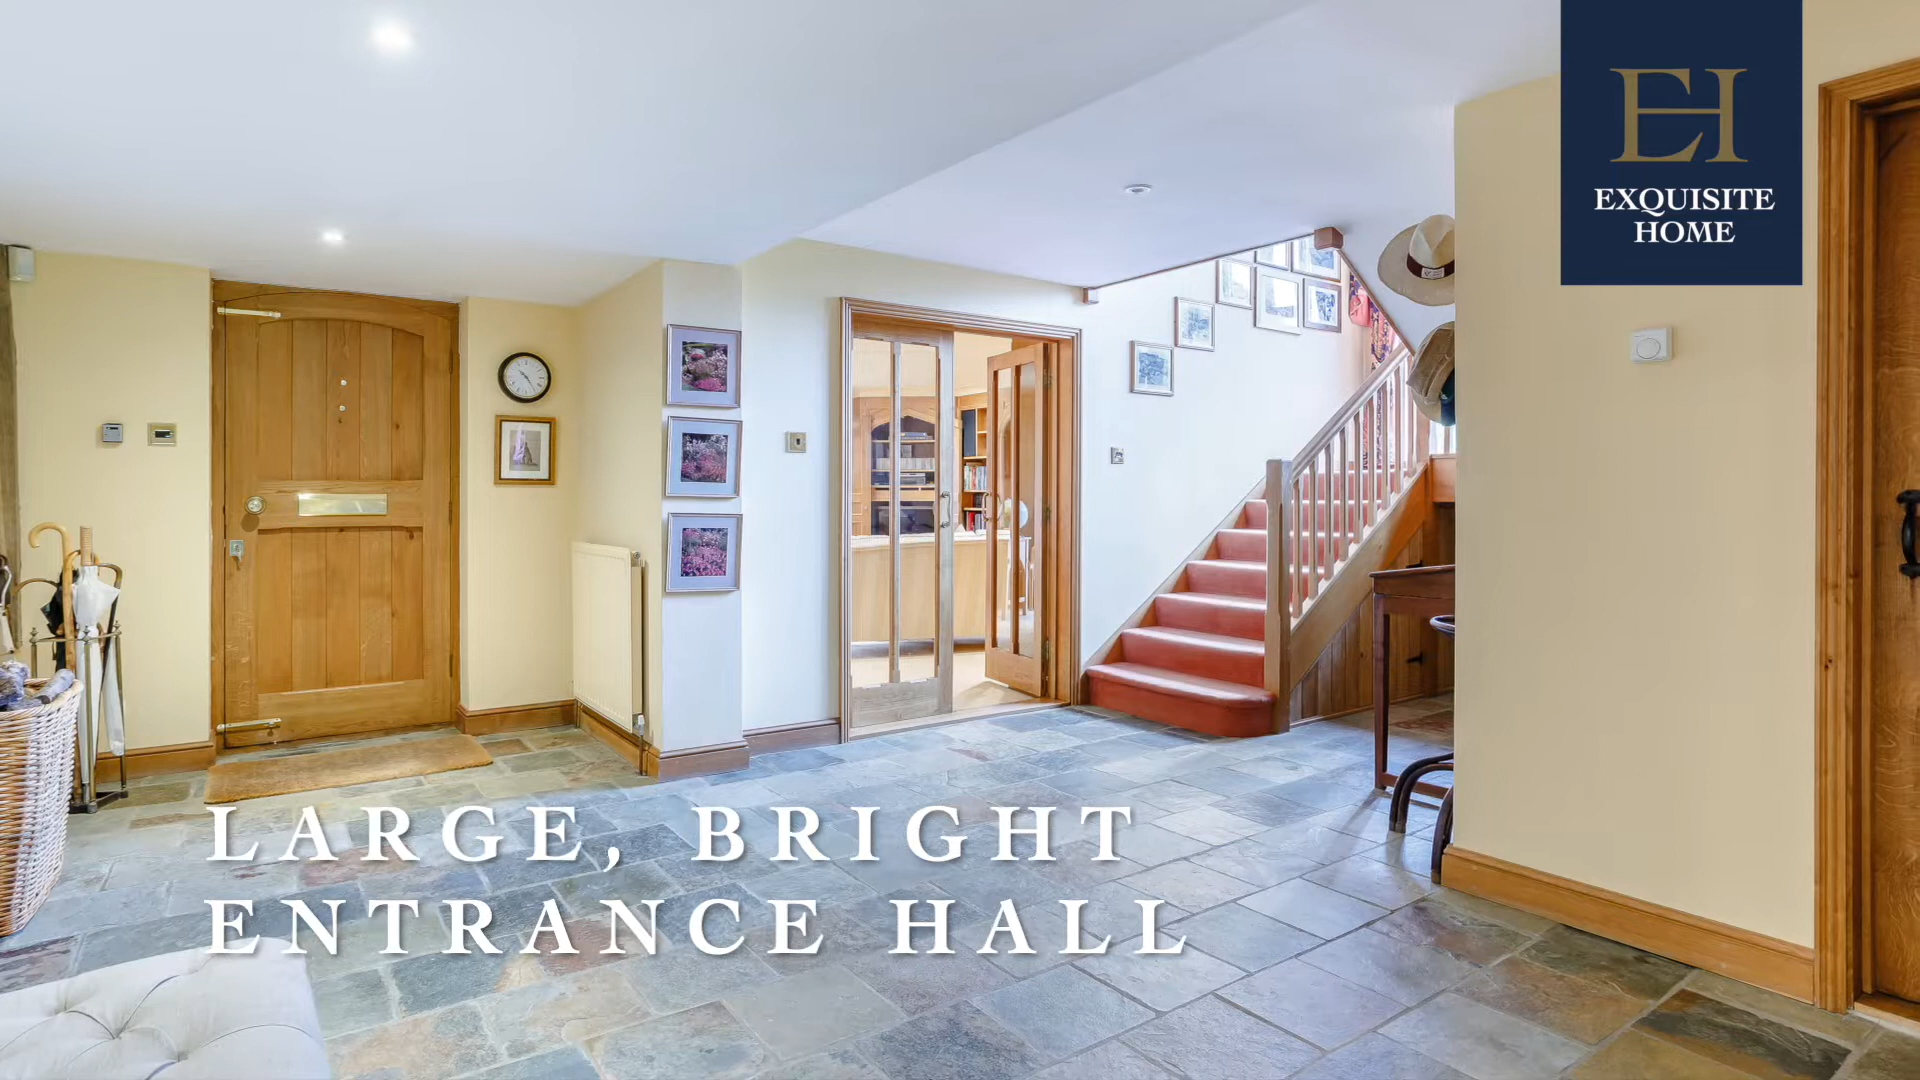 EH
EXQUISITE
HOME
LARGE, BRIGHT
ENTRANCE HALL